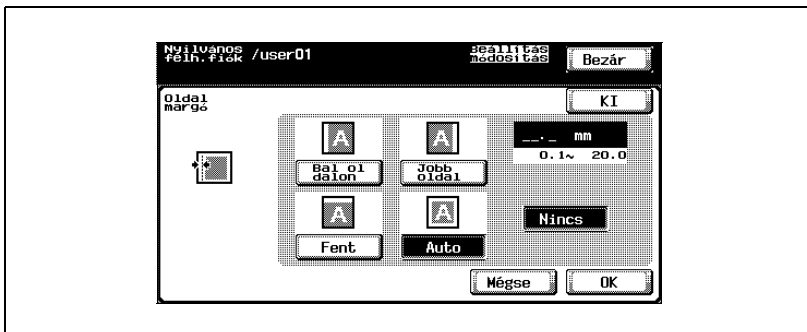 Nyilvános
felh.fiók /user01
Beállítás
módosítás
Bezár
Oldal
margó
KI
Bal ol
dalon
Jobb
oldal
__._ mm
0.1~ 20.0
Fent
Auto
Nincs
Mégse
OK